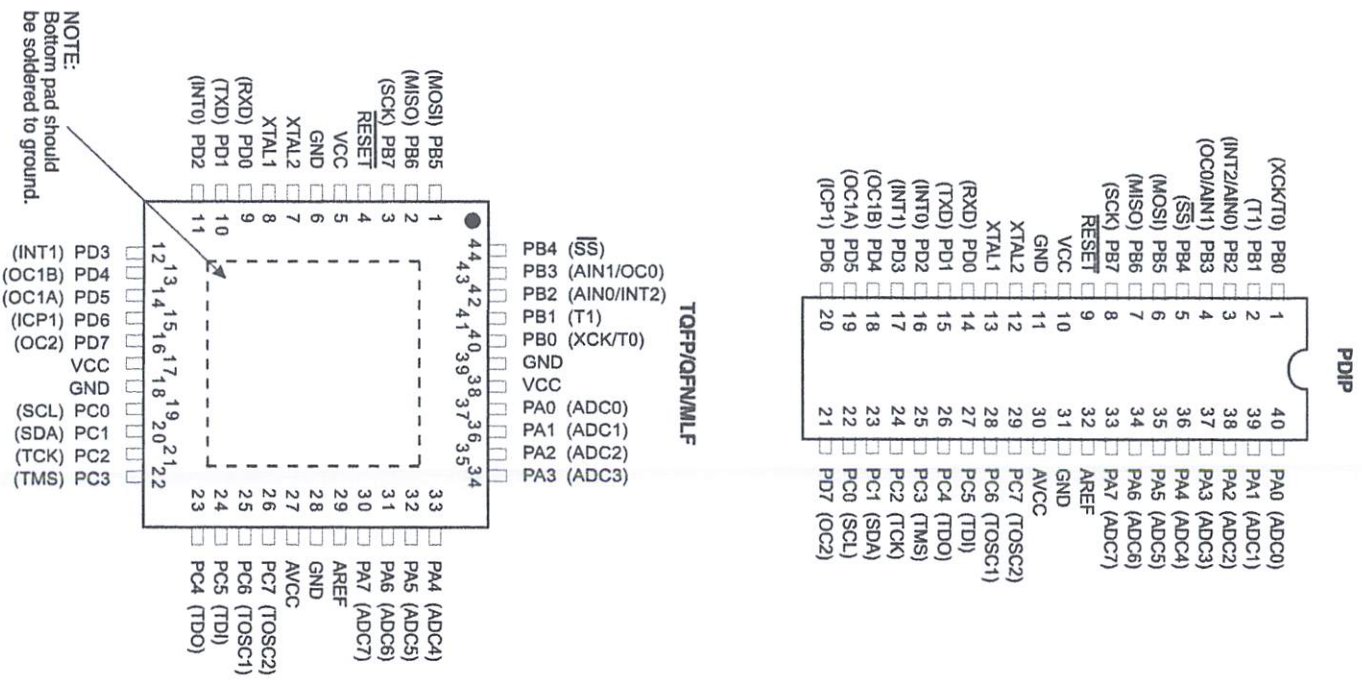 PDIP
(XCK/T0) PB0 1
(T1) PB1 2
(INT2/AIN0) PB2 3
(OC0/AIN1) PB3 4
(SS) PB4 5
(MOSI) PB5 6
(MISO) PB6 7
(SCK) PB7 8
RESET 9
VCC 10
GND 11
XTAL2 12
XTAL1 13
(RXD) PD0 14
(TXD) PD1 15
(INT0) PD2 16
(INT1) PD3 17
(OC1B) PD4 18
(OC1A) PD5 19
(ICP1) PD6 20
40 PA0 (ADC0)
39 PA1 (ADC1)
38 PA2 (ADC2)
37 PA3 (ADC3)
36 PA4 (ADC4)
35 PA5 (ADC5)
34 PA6 (ADC6)
33 PA7 (ADC7)
32 AREF
31 GND
30 AVCC
29 PC7 (TOSC2)
28 PC6 (TOSC1)
27 PC5 (TDI)
26 PC4 (TDO)
25 PC3 (TMS)
24 PC2 (TCK)
23 PC1 (SDA)
22 PC0 (SCL)
21 PD7 (OC2)
TQFP/QFN/MLF
44 PB4 (SS)
43 PB3 (AIN1/OC0)
42 PB2 (AIN0/INT2)
41 PB1 (T1)
40 PB0 (XCK/T0)
39 GND
38 VCC
37 PA0 (ADC0)
36 PA1 (ADC1)
35 PA2 (ADC2)
34 PA3 (ADC3)
(MOSI) PB5 1
(MISO) PB6 2
(SCK) PB7 3
RESET 4
VCC 5
GND 6
XTAL2 7
XTAL1 8
(RXD) PD0 9
(TXD) PD1 10
(INT0) PD2 11
33 PA4 (ADC4)
32 PA5 (ADC5)
31 PA6 (ADC6)
30 PA7 (ADC7)
29 AREF
28 GND
27 AVCC
26 PC7 (TOSC2)
25 PC6 (TOSC1)
24 PC5 (TDI)
23 PC4 (TDO)
(INT1) PD3 12
(OC1B) PD4 13
(OC1A) PD5 14
(ICP1) PD6 15
(OC2) PD7 16
VCC 17
GND 18
(SCL) PC0 19
(SDA) PC1 20
(TCK) PC2 21
(TMS) PC3 22
NOTE:
Bottom pad should
be soldered to ground.